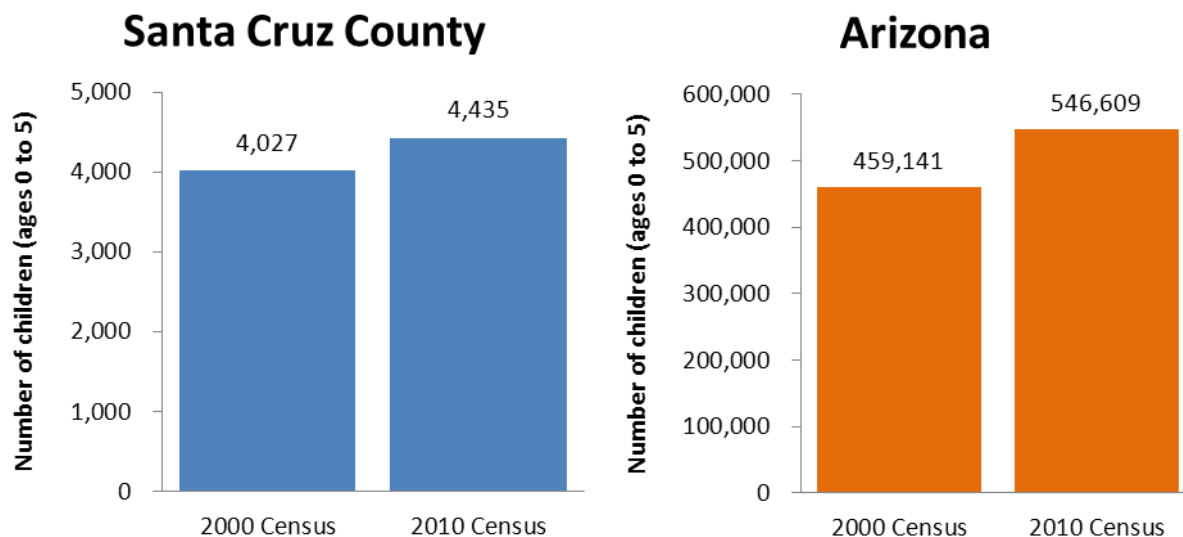 Santa Cruz County
Number of children (ages 0 to 5)
5,000
4,000
3,000
2,000
1,000
0
4,027
4,435
2000 Census
2010 Census
Arizona
Number of children (ages 0 to 5)
600,000
500,000
400,000
300,000
200,000
100,000
0
459,141
546,609
2000 Census
2010 Census